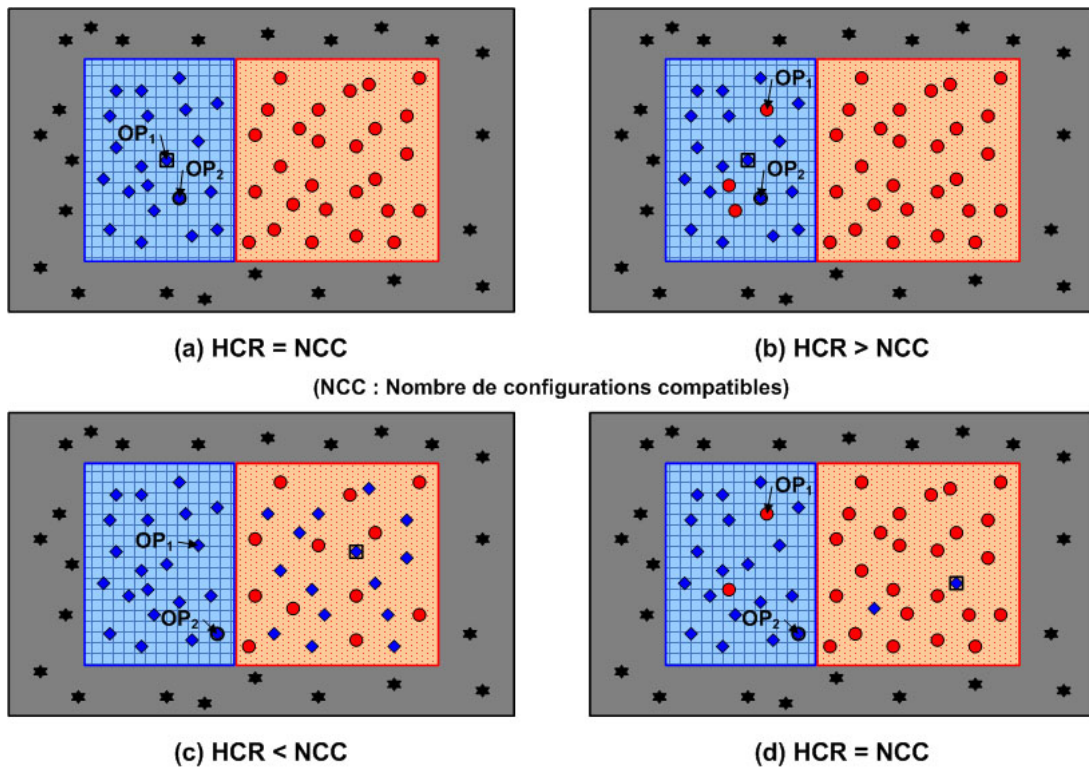 OP1
OP2
OP1
OP2
(a) HCR = NCC
(b) HCR > NCC
(NCC : Nombre de configurations compatibles)
OP1
OP2
OP1
OP2
(c) HCR < NCC
(d) HCR = NCC